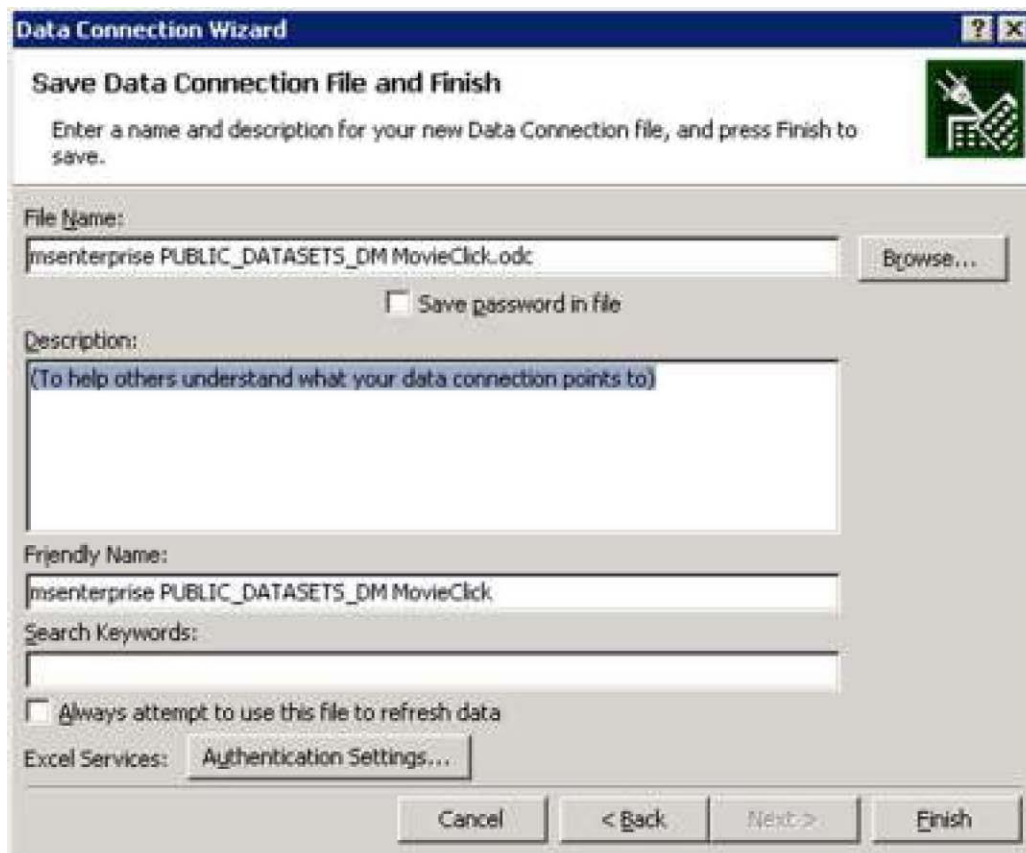 Data Connection Wizard
Save Data Connection File and Finish
Enter a name and description for your new Data Connection file, and press Finish to
save.
File Name:
msenterprise PUBLIC_DATASETS_DM MovieClick.odc
Browse...
Save password in file
Description:
(To help others understand what your data connection points to)
Friendly Name:
msenterprise PUBLIC_DATASETS_DM MovieClick
Search Keywords:
Always attempt to use this file to refresh data
Excel Services: Authentication Settings...
Cancel < Back Next > Finish